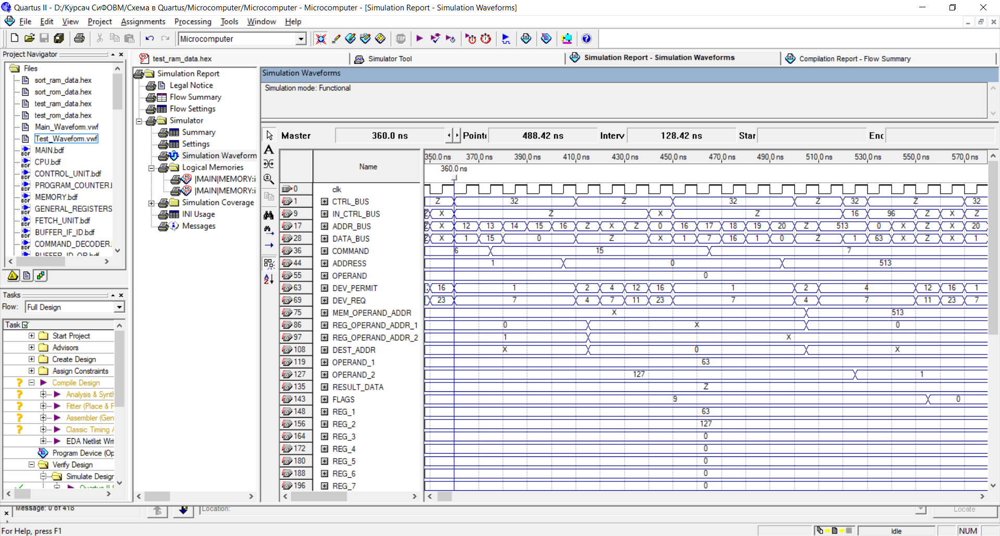 Quartus II - D:/Курсач СиФОВМ/Схема в Quartus/Microcomputer/Microcomputer - Microcomputer - [Simulation Report - Simulation Waveforms]
File Edit View Project Assignments Processing Tools Window Help
Microcomputer
Project Navigator
Files
sort_ram_data.hex
sort_rom_data.hex
test_ram_data.hex
test_rom_data.hex
Main_Waveform.vwf
Test_Waveform.vwf
MAIN.bdf
CPU.bdf
CONTROL_UNIT.bdf
PROGRAM_COUNTER.
MEMORY.bdf
GENERAL_REGISTERS
FETCH_UNIT.bdf
BUFFER_IF_ID.bdf
COMMAND_DECODER.
BUFFER_ID_OR.bdf
Tasks
Flow: Full Design
Task
Start Project
Advisors
Create Design
Assign Constraints
Compile Design
Analysis & Synth
Fitter (Place & F
Assembler (Gen
Classic Timing A
EDA Netlist Writ
Program Device (Op
Verify Design
Simulate Design
Quartus II S
test_ram_data.hex
Simulator Tool
Simulation Report - Simulation Waveforms
Compilation Report - Flow Summary
Simulation Report
Legal Notice
Flow Summary
Flow Settings
Simulator
Summary
Settings
Simulation Waveform
Logical Memories
|MAIN|MEMORY:i
|MAIN|MEMORY:i
Simulation Coverage
INI Usage
Messages
Simulation Waveforms
Simulation mode: Functional
Master 360.0 ns Point 488.42 ns Interv 128.42 ns Star Enc
Name
350.0 ns 370.0 ns 390.0 ns 410.0 ns 430.0 ns 450.0 ns 470.0 ns 490.0 ns 510.0 ns 530.0 ns 550.0 ns 570.0 ns
360.0 ns
0 clk
1 CTRL_BUS Z 32 Z 32 Z 32 Z 32
9 IN_CTRL_BUS Z X Z X Z 16 96 Z X Z
17 ADDR_BUS Z X 12 13 14 15 16 Z X Z 0 16 17 18 19 20 Z 513 0 X Z X 20
28 DATA_BUS Z X 1 15 0 Z X 1 7 16 1 0 Z 1 63 X Z X 1
36 COMMAND 6 15 7
44 ADDRESS 1 0 513
55 OPERAND 0
63 DEV_PERMIT 16 1 2 4 12 16 1 2 4 12 16 1
69 DEV_REQ 23 7 4 7 11 23 7 4 7 11 23 7
75 MEM_OPERAND_ADDR X 513
86 REG_OPERAND_ADDR_1 0 X 0
97 REG_OPERAND_ADDR_2 1 X
108 DEST_ADDR X 0 X
119 OPERAND_1 63
127 OPERAND_2 127 1
135 RESULT_DATA Z
143 FLAGS 9 0
148 REG_1 63
156 REG_2 127
164 REG_3 0
172 REG_4 0
180 REG_5 0
188 REG_6 0
196 REG_7 0
Message: 0 of 418
Location:
Locate
For Help, press F1
Idle
NUM